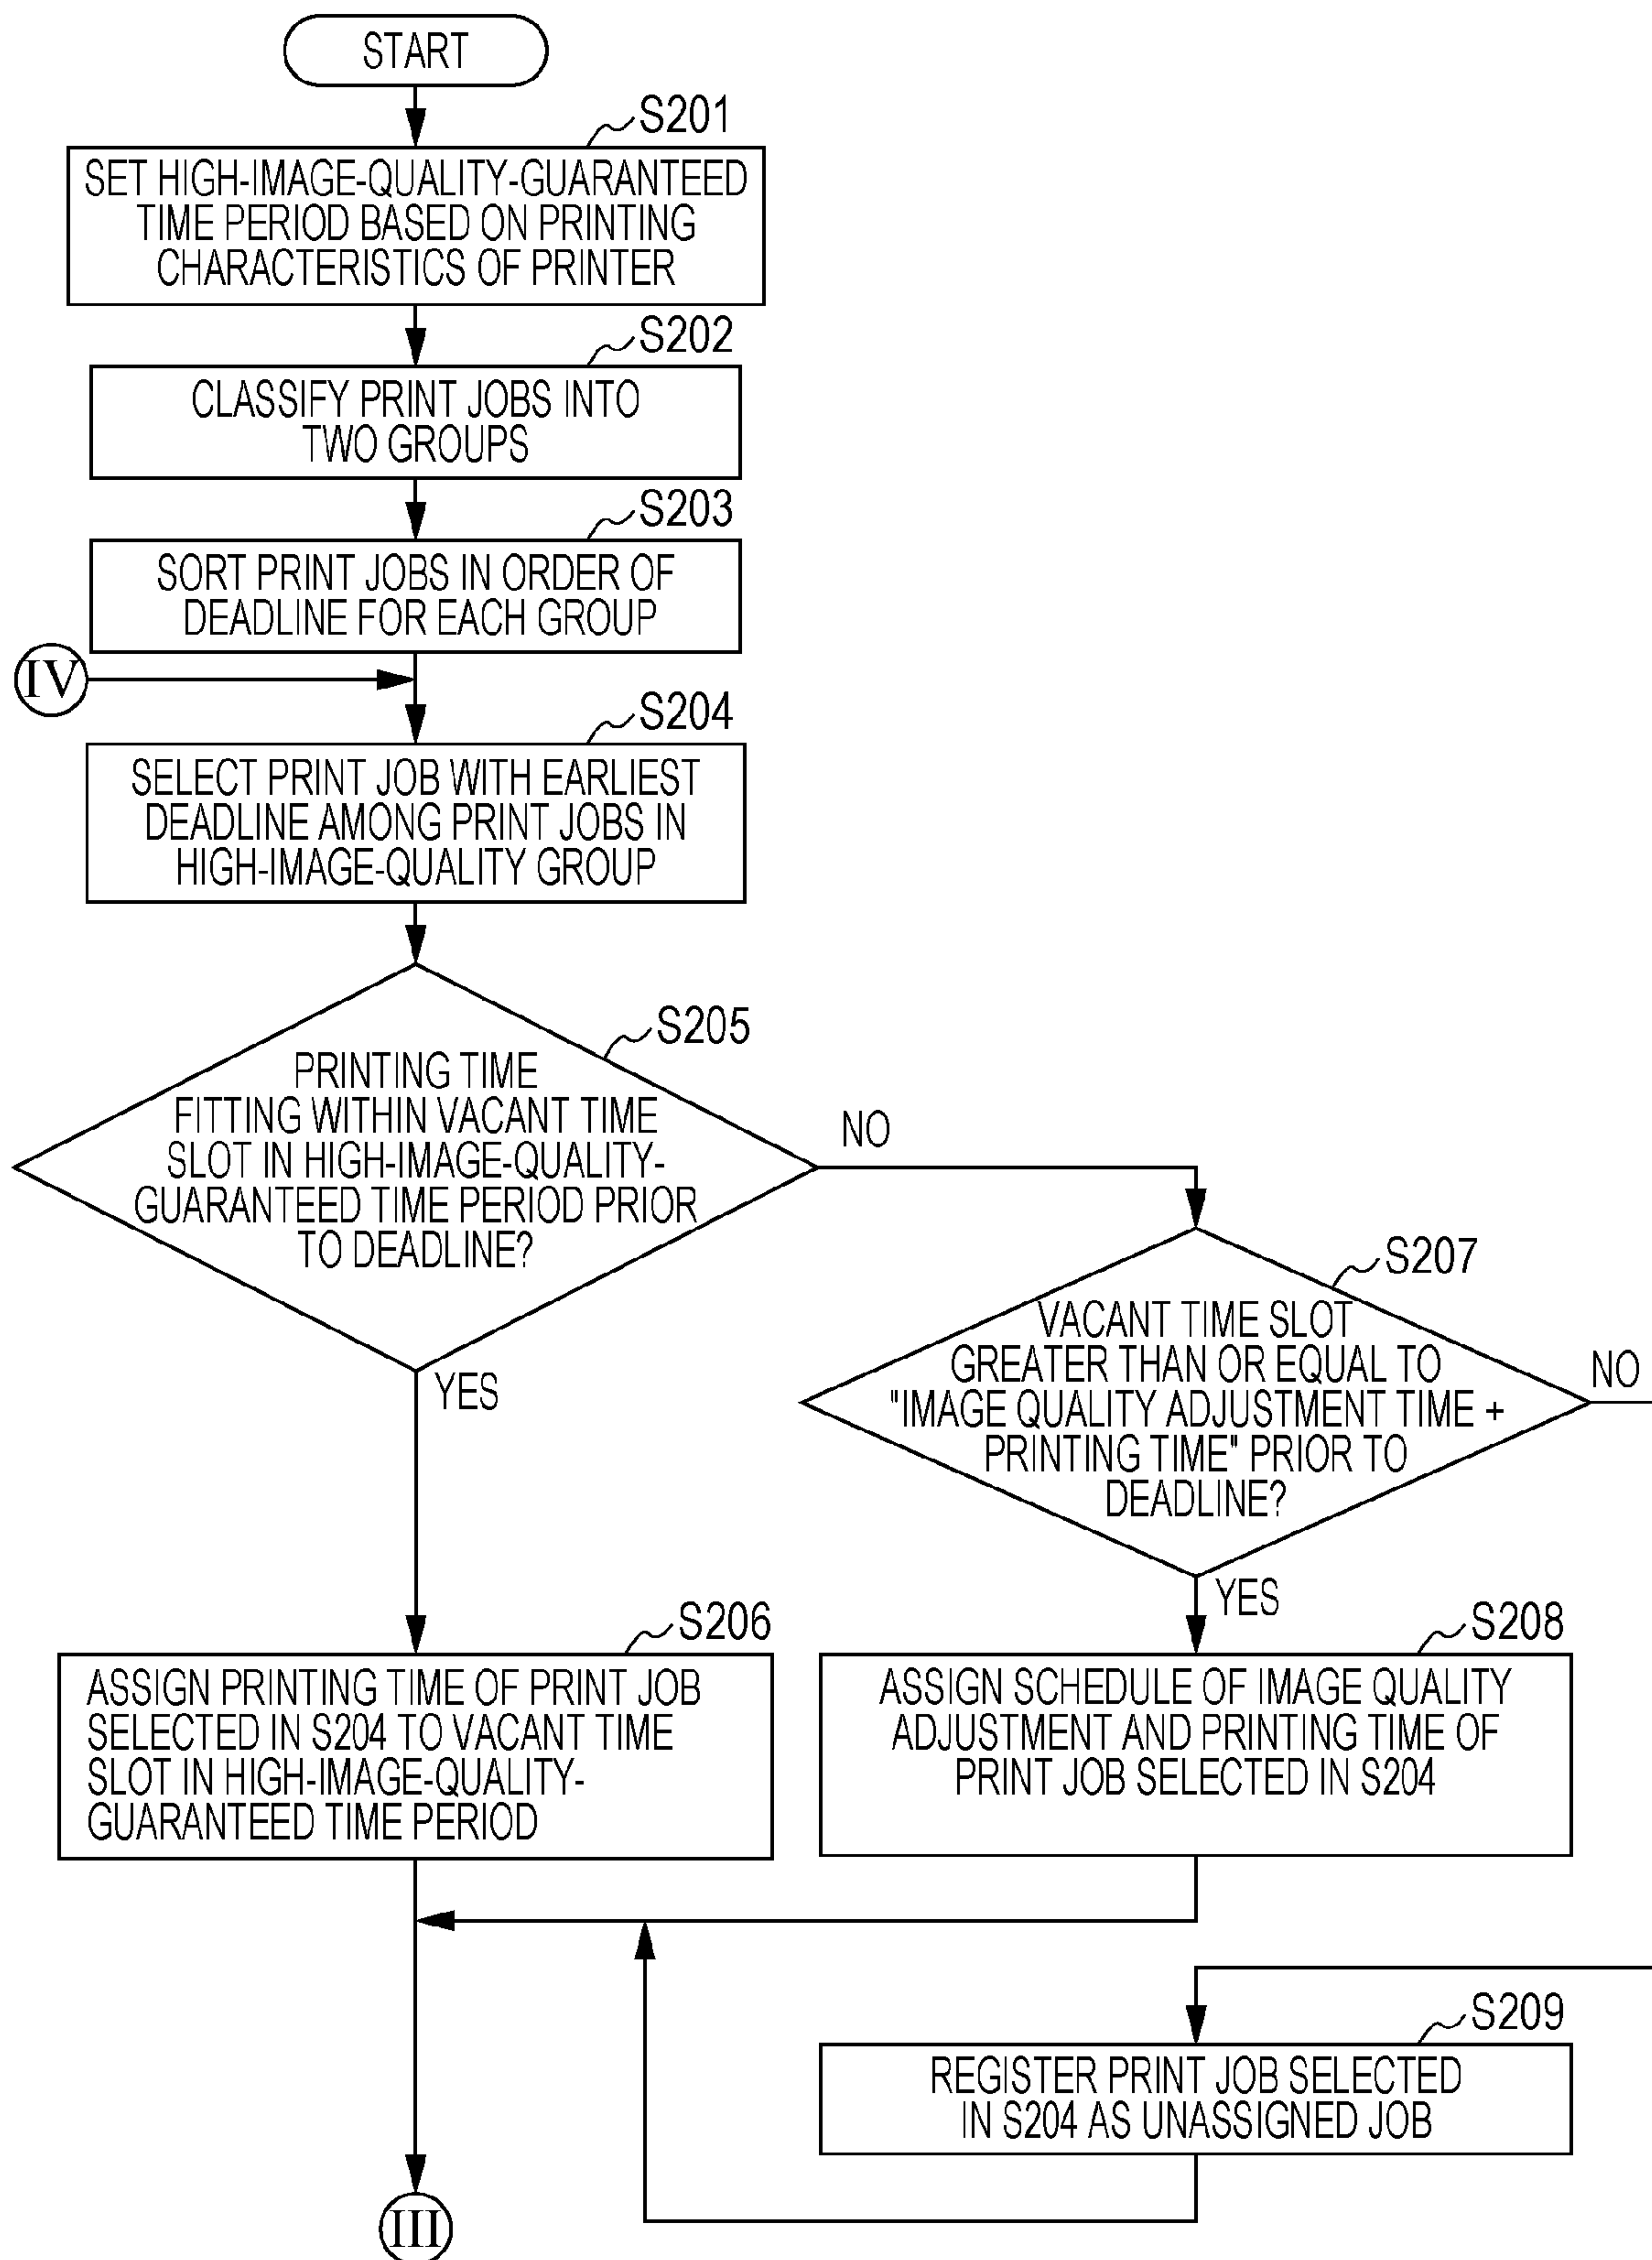 START
S201
SET HIGH-IMAGE-QUALITY-GUARANTEED
TIME PERIOD BASED ON PRINTING
CHARACTERISTICS OF PRINTER
S202
CLASSIFY PRINT JOBS INTO
TWO GROUPS
S203
SORT PRINT JOBS IN ORDER OF
DEADLINE FOR EACH GROUP
IV
S204
SELECT PRINT JOB WITH EARLIEST
DEADLINE AMONG PRINT JOBS IN
HIGH-IMAGE-QUALITY GROUP
S205
PRINTING TIME
FITTING WITHIN VACANT TIME
SLOT IN HIGH-IMAGE-QUALITY-
GUARANTEED TIME PERIOD PRIOR
TO DEADLINE?
NO
YES
S207
VACANT TIME SLOT
GREATER THAN OR EQUAL TO
"IMAGE QUALITY ADJUSTMENT TIME +
PRINTING TIME" PRIOR TO
DEADLINE?
NO
YES
S206
ASSIGN PRINTING TIME OF PRINT JOB
SELECTED IN S204 TO VACANT TIME
SLOT IN HIGH-IMAGE-QUALITY-
GUARANTEED TIME PERIOD
S208
ASSIGN SCHEDULE OF IMAGE QUALITY
ADJUSTMENT AND PRINTING TIME OF
PRINT JOB SELECTED IN S204
S209
REGISTER PRINT JOB SELECTED
IN S204 AS UNASSIGNED JOB
III